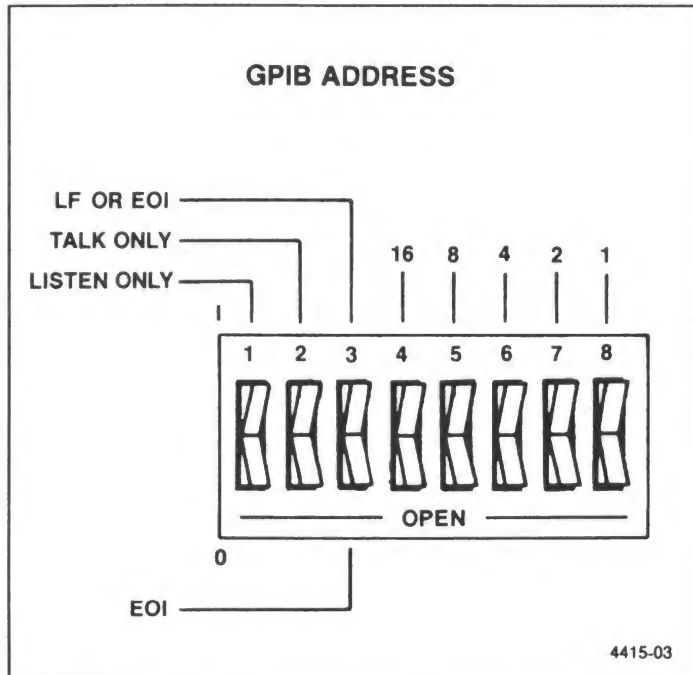 GPIB ADDRESS
LF OR EOI
TALK ONLY
LISTEN ONLY
16 8 4 2 1
I
1 2 3 4 5 6 7 8
OPEN
0
EOI
4415-03